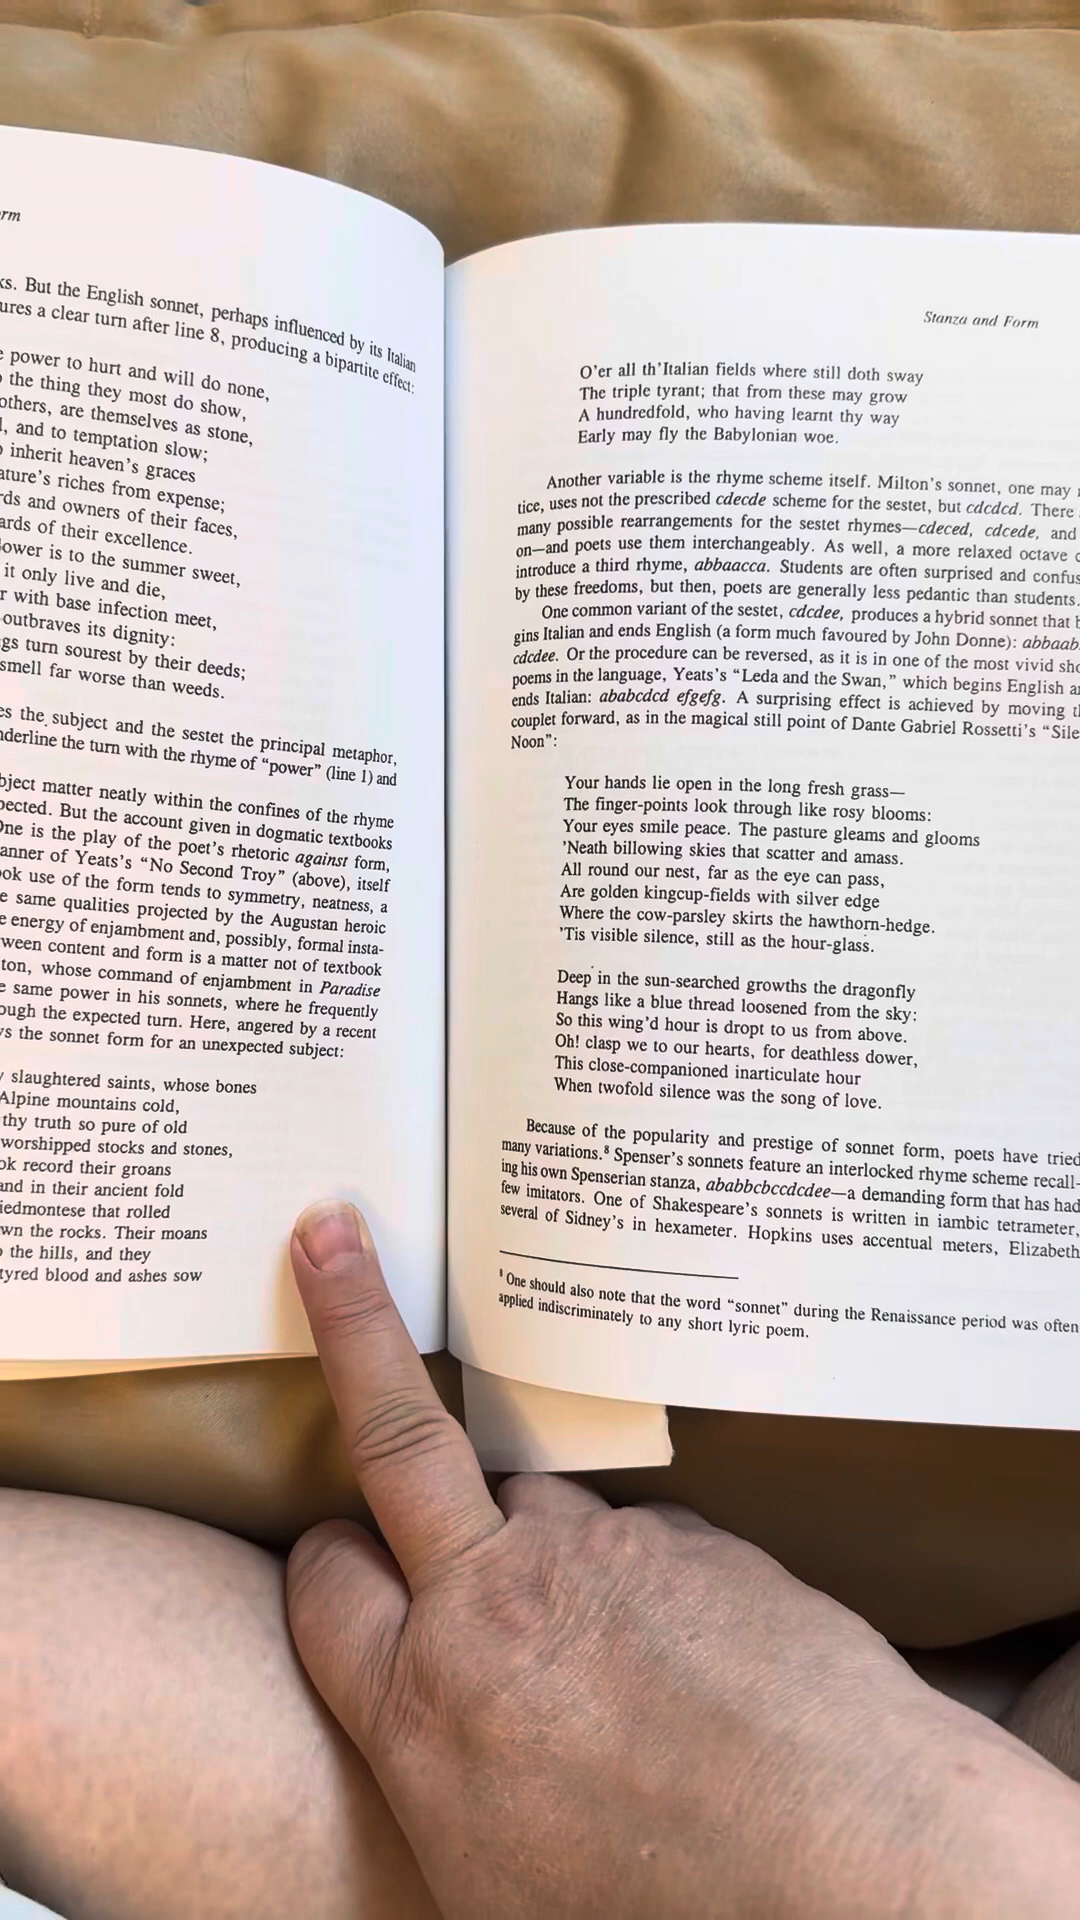 rm
ks. But the English sonnet, perhaps influenced by its Italian
ures a clear turn after line 8, producing a bipartite effect:
power to hurt and will do none,
the thing they most do show,
others, are themselves as stone,
, and to temptation slow;
inherit heaven's graces
ature's riches from expense;
rds and owners of their faces,
ards of their excellence.
lower is to the summer sweet,
it only live and die,
r with base infection meet,
outbraves its dignity:
gs turn sourest by their deeds;
smell far worse than weeds.
es the subject and the sestet the principal metaphor,
nderline the turn with the rhyme of “power” (line 1) and
bject matter neatly within the confines of the rhyme
pected. But the account given in dogmatic textbooks
One is the play of the poet's rhetoric against form,
anner of Yeats's “No Second Troy” (above), itself
ook use of the form tends to symmetry, neatness, a
e same qualities projected by the Augustan heroic
e energy of enjambment and, possibly, formal insta-
ween content and form is a matter not of textbook
ton, whose command of enjambment in Paradise
e same power in his sonnets, where he frequently
ough the expected turn. Here, angered by a recent
ys the sonnet form for an unexpected subject:
slaughtered saints, whose bones
Alpine mountains cold,
thy truth so pure of old
worshipped stocks and stones,
ok record their groans
and in their ancient fold
iedmontese that rolled
wn the rocks. Their moans
the hills, and they
tyred blood and ashes sow
Stanza and Form
O'er all th'Italian fields where still doth sway
The triple tyrant; that from these may grow
A hundredfold, who having learnt thy way
Early may fly the Babylonian woe.
Another variable is the rhyme scheme itself. Milton's sonnet, one may
tice, uses not the prescribed cdecde scheme for the sestet, but cdcdcd. There
many possible rearrangements for the sestet rhymes—cdeced, cdcede, and
on—and poets use them interchangeably. As well, a more relaxed octave c
introduce a third rhyme, abbaacca. Students are often surprised and confus
by these freedoms, but then, poets are generally less pedantic than students.
One common variant of the sestet, cdcdee, produces a hybrid sonnet that b
gins Italian and ends English (a form much favoured by John Donne): abbaab
cdcdee. Or the procedure can be reversed, as it is in one of the most vivid sho
poems in the language, Yeats's “Leda and the Swan,” which begins English a
ends Italian: ababcdcd efgefg. A surprising effect is achieved by moving t
couplet forward, as in the magical still point of Dante Gabriel Rossetti's “Sile
Noon”:
Your hands lie open in the long fresh grass—
The finger-points look through like rosy blooms:
Your eyes smile peace. The pasture gleams and glooms
'Neath billowing skies that scatter and amass.
All round our nest, far as the eye can pass,
Are golden kingcup-fields with silver edge
Where the cow-parsley skirts the hawthorn-hedge.
'Tis visible silence, still as the hour-glass.
Deep in the sun-searched growths the dragonfly
Hangs like a blue thread loosened from the sky:
So this wing'd hour is dropt to us from above.
Oh! clasp we to our hearts, for deathless dower,
This close-companioned inarticulate hour
When twofold silence was the song of love.
Because of the popularity and prestige of sonnet form, poets have tried
many variations.⁸ Spenser's sonnets feature an interlocked rhyme scheme recall-
ing his own Spenserian stanza, ababbcbccdcdee—a demanding form that has had
few imitators. One of Shakespeare's sonnets is written in iambic tetrameter,
several of Sidney's in hexameter. Hopkins uses accentual meters, Elizabeth
⁸ One should also note that the word “sonnet” during the Renaissance period was often
applied indiscriminately to any short lyric poem.